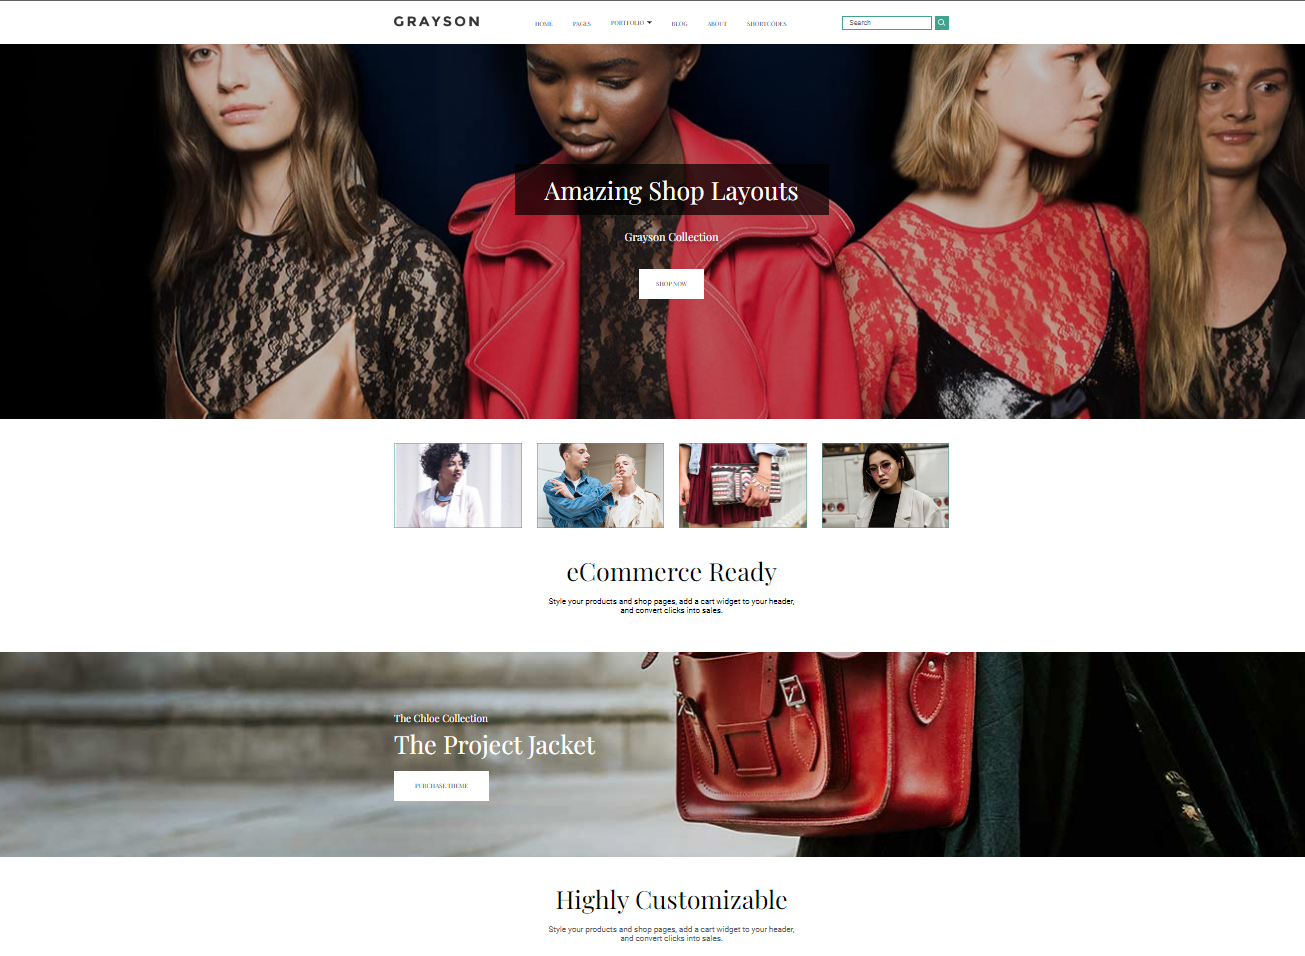 GRAYSON
HOME PAGES PORTFOLIO BLOG ABOUT SHORTCODES
Search
Amazing Shop Layouts
Grayson Collection
SHOP NOW
eCommerce Ready
Style your products and shop pages, add a cart widget to your header,
and convert clicks into sales.
The Chloe Collection
The Project Jacket
PURCHASE THEME
Highly Customizable
Style your products and shop pages, add a cart widget to your header,
and convert clicks into sales.